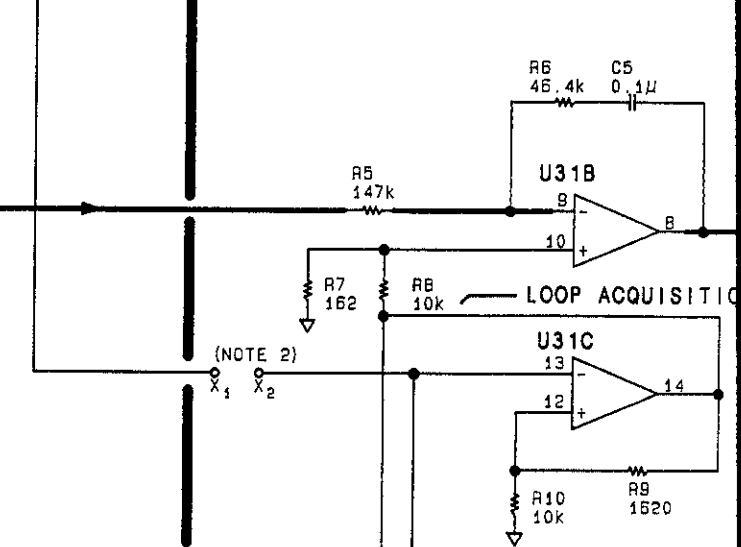 R6
46.4k
C5
0.1μ
U31B
R5
147k
9
-
8
10
+
R7
162
R8
10k
LOOP ACQUISITIO
(NOTE 2)
X1
X2
U31C
13
-
14
12
+
R10
10k
R9
1620